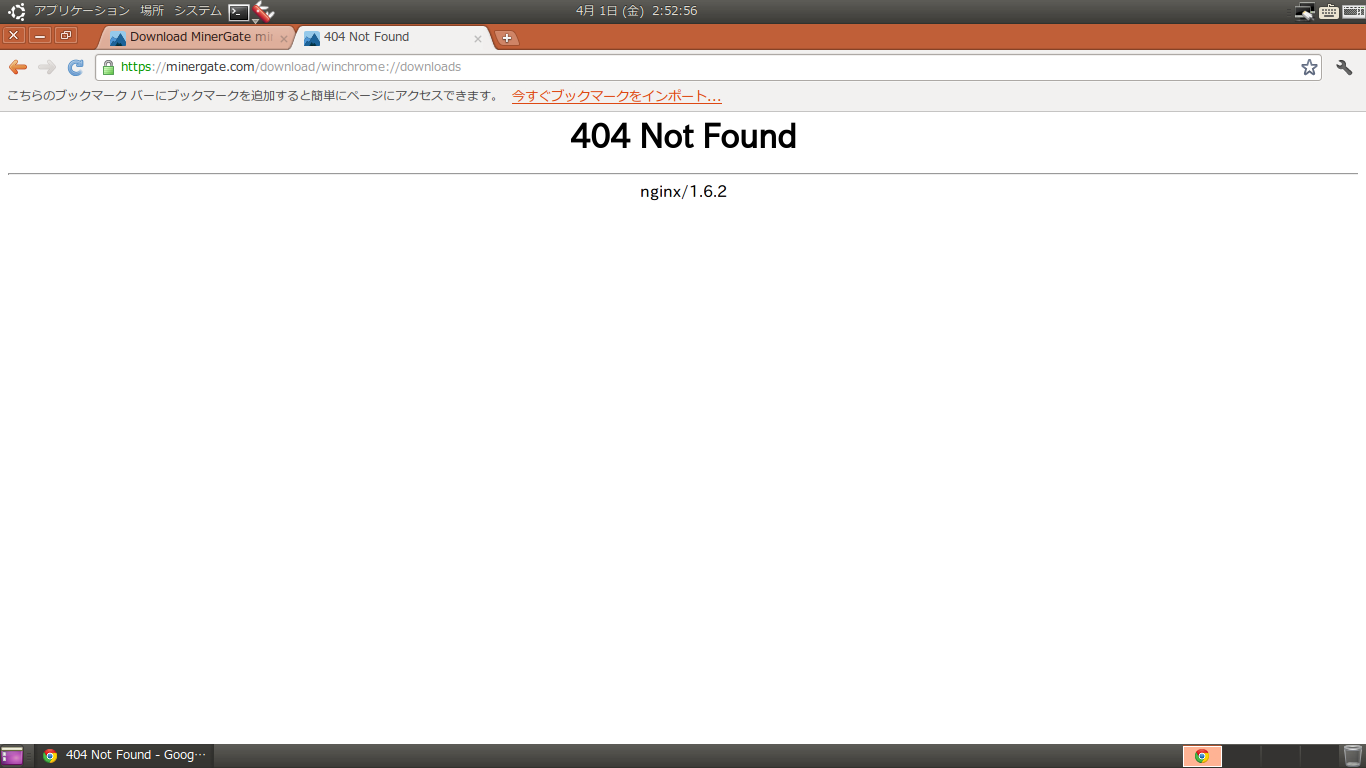 アプリケーション 場所 システム 4月 1日 (金) 2:52:56
Download MinerGate 404 Not Found
https://minergate.com/download/winchrome://downloads
こちらのブックマーク バーにブックマークを追加すると簡単にページにアクセスできます。 今すぐブックマークをインポート...
404 Not Found
nginx/1.6.2
404 Not Found - Goog…